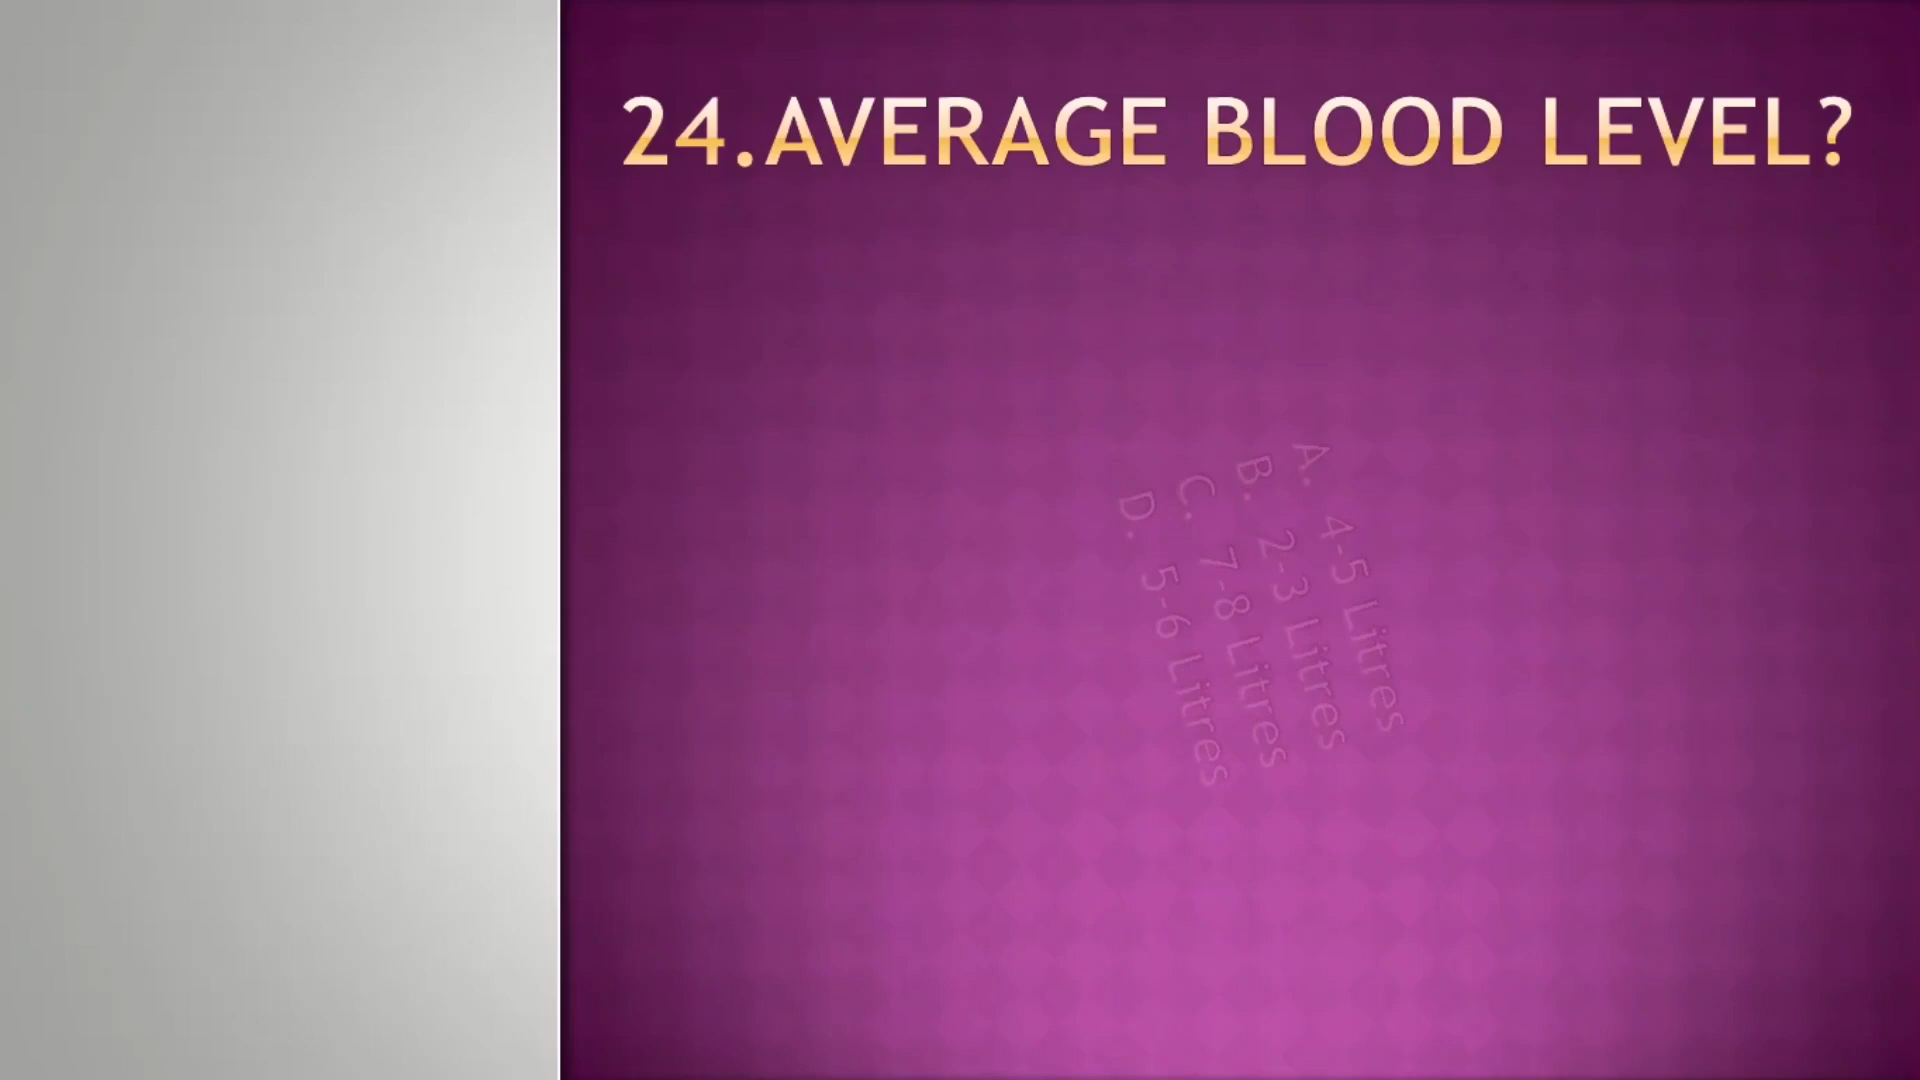 24.AVERAGE BLOOD LEVEL?
A. 4-5 Litres
B. 2-3 Litres
C. 7-8 Litres
D. 5-6 Litres